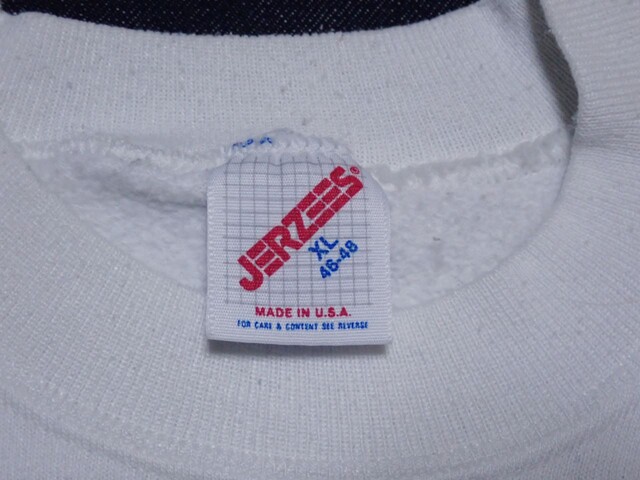 JERZEES®
XL
46-48
MADE IN U.S.A.
FOR CARE & CONTENT SEE REVERSE